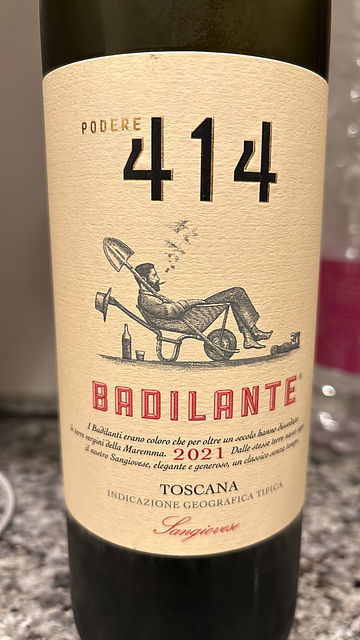 PODERE
414
BADILANTE®
I Badilanti erano coloro che per oltre un secolo hanno dissodato
le terre vergini della Maremma. 2021 Dalle stesse terre nasce oggi
il nostro Sangiovese, elegante e generoso, un classico senza tempo.
TOSCANA
INDICAZIONE GEOGRAFICA TIPICA
Sangiovese